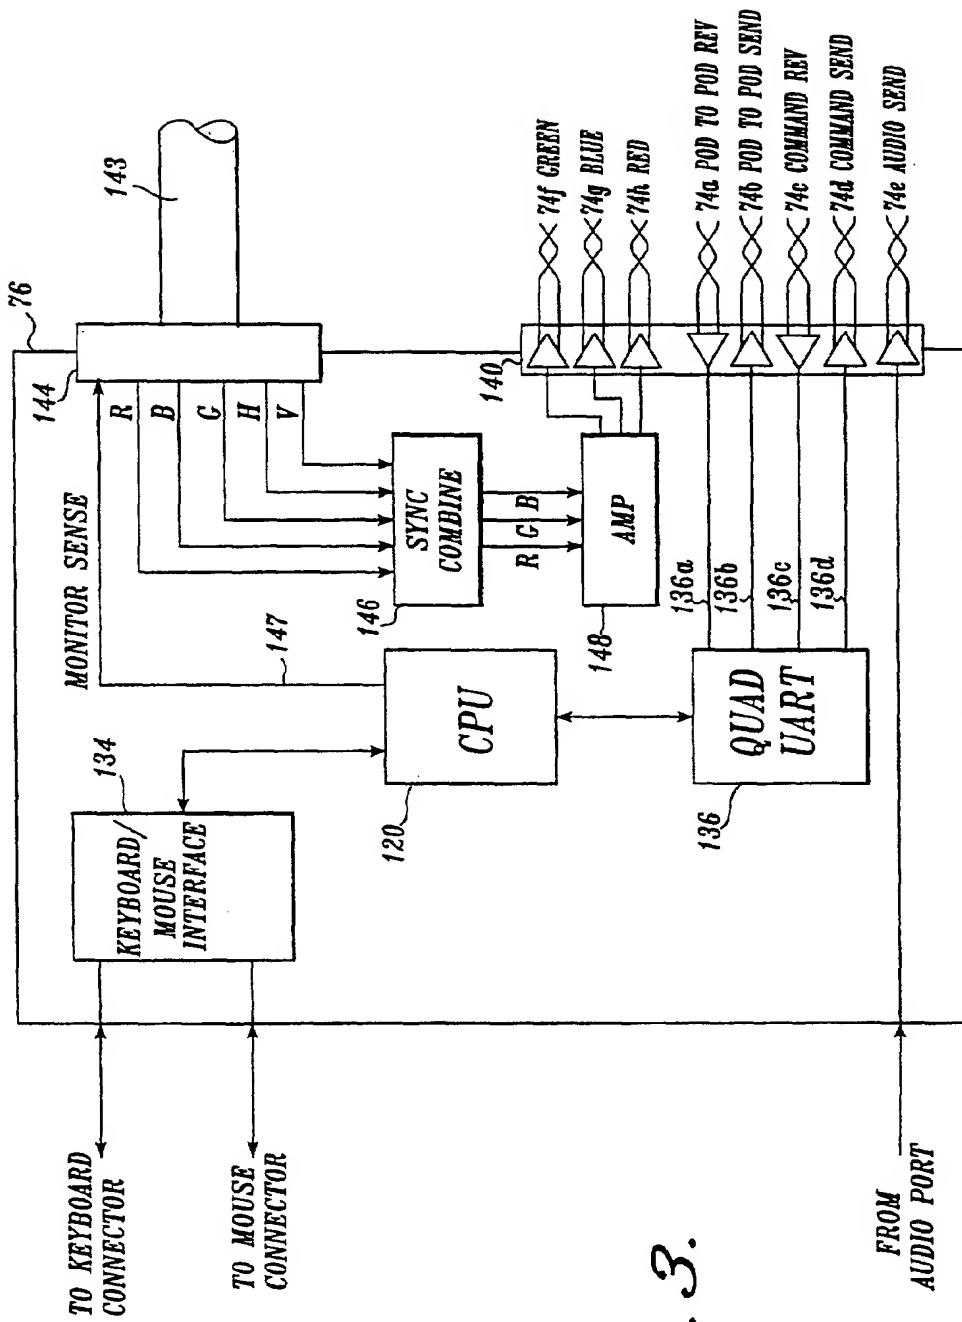 143
76
144
MONITOR SENSE
R
B
G
H
V
147
134
KEYBOARD/
MOUSE
INTERFACE
TO KEYBOARD
CONNECTOR
TO MOUSE
CONNECTOR
SYNC
COMBINE
146
R G B
AMP
148
CPU
120
140
74f GREEN
74g BLUE
74h RED
74a POD TO POD REV
74b POD TO POD SEND
74c COMMAND REV
74d COMMAND SEND
74e AUDIO SEND
136a
136b
136c
136d
QUAD
UART
136
FROM
AUDIO PORT
. 3.